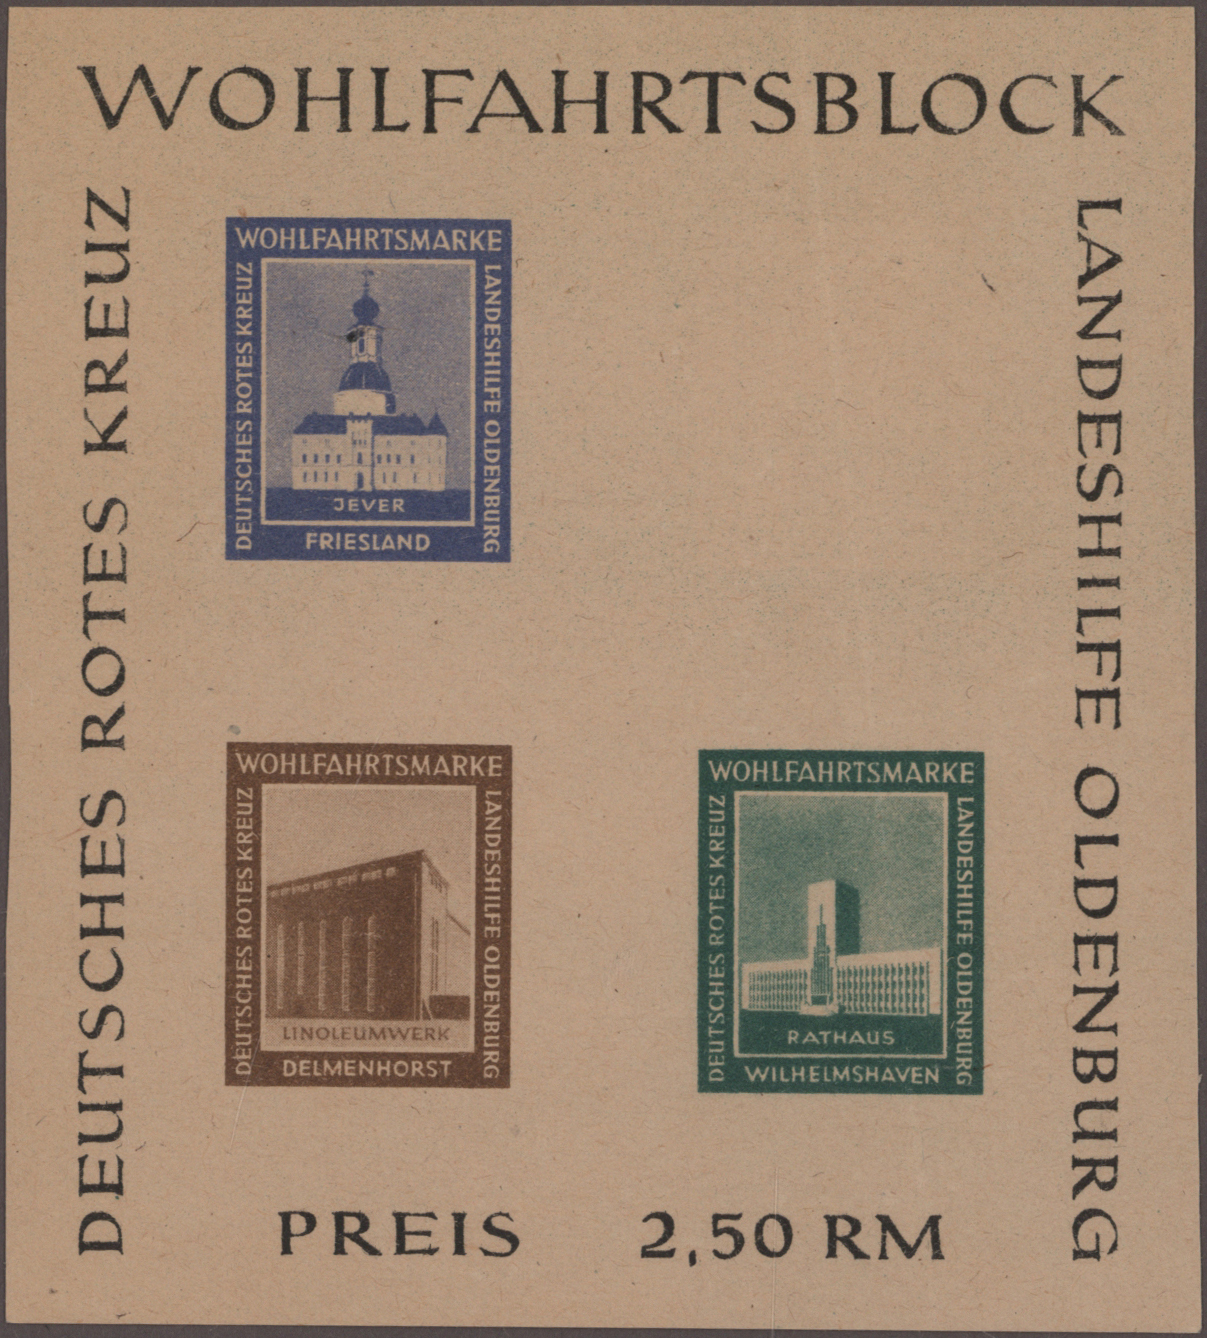 WOHLFAHRTSBLOCK
DEUTSCHES ROTES KREUZ
LANDESHILFE OLDENBURG
WOHLFAHRTSMARKE
DEUTSCHES ROTES KREUZ
LANDESHILFE OLDENBURG
JEVER
FRIESLAND
WOHLFAHRTSMARKE
DEUTSCHES ROTES KREUZ
LANDESHILFE OLDENBURG
LINOLEUMWERK
DELMENHORST
WOHLFAHRTSMARKE
DEUTSCHES ROTES KREUZ
LANDESHILFE OLDENBURG
RATHAUS
WILHELMSHAVEN
PREIS 2,50 RM